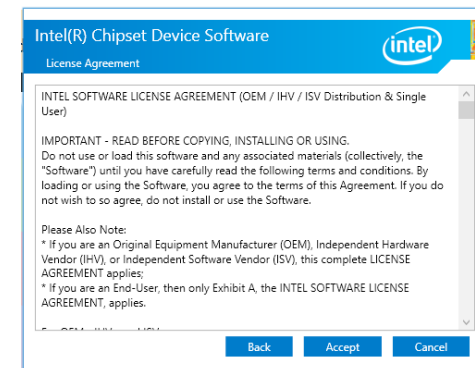 Intel(R) Chipset Device Software
intel
License Agreement
INTEL SOFTWARE LICENSE AGREEMENT (OEM / IHV / ISV Distribution & Single
User)
IMPORTANT - READ BEFORE COPYING, INSTALLING OR USING.
Do not use or load this software and any associated materials (collectively, the
"Software") until you have carefully read the following terms and conditions. By
loading or using the Software, you agree to the terms of this Agreement. If you do
not wish to so agree, do not install or use the Software.
Please Also Note:
* If you are an Original Equipment Manufacturer (OEM), Independent Hardware
Vendor (IHV), or Independent Software Vendor (ISV), this complete LICENSE
AGREEMENT applies;
* If you are an End-User, then only Exhibit A, the INTEL SOFTWARE LICENSE
AGREEMENT, applies.
Back
Accept
Cancel